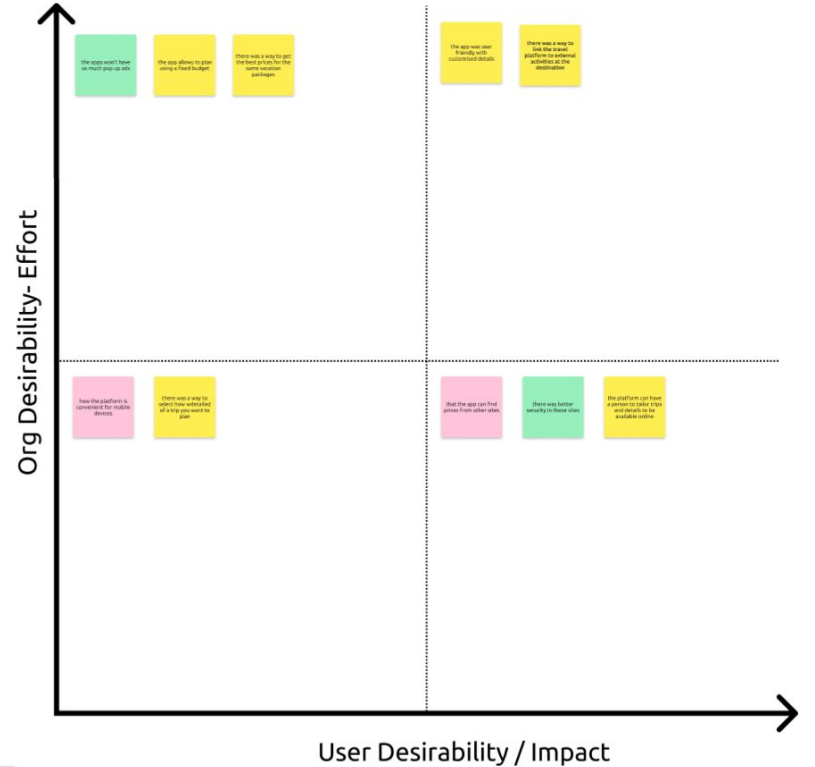 the apps won't have
so much pop up ads
the app allows to plan
using a fixed budget
there was a way to get
the best prices for the
same vacation
packages
the app was user
friendly with
customized details
there was a way to
link the travel
platform to external
activities at the
destination
Org Desirability- Effort
how the platform is
convenient for mobile
devices
there was a way to
select how wdetailed
of a trip you want to
plan
that the app can find
prises from other sites
there was better
security in these sites
the platform can have
a person to tailor trips
and details to be
available online
User Desirability / Impact